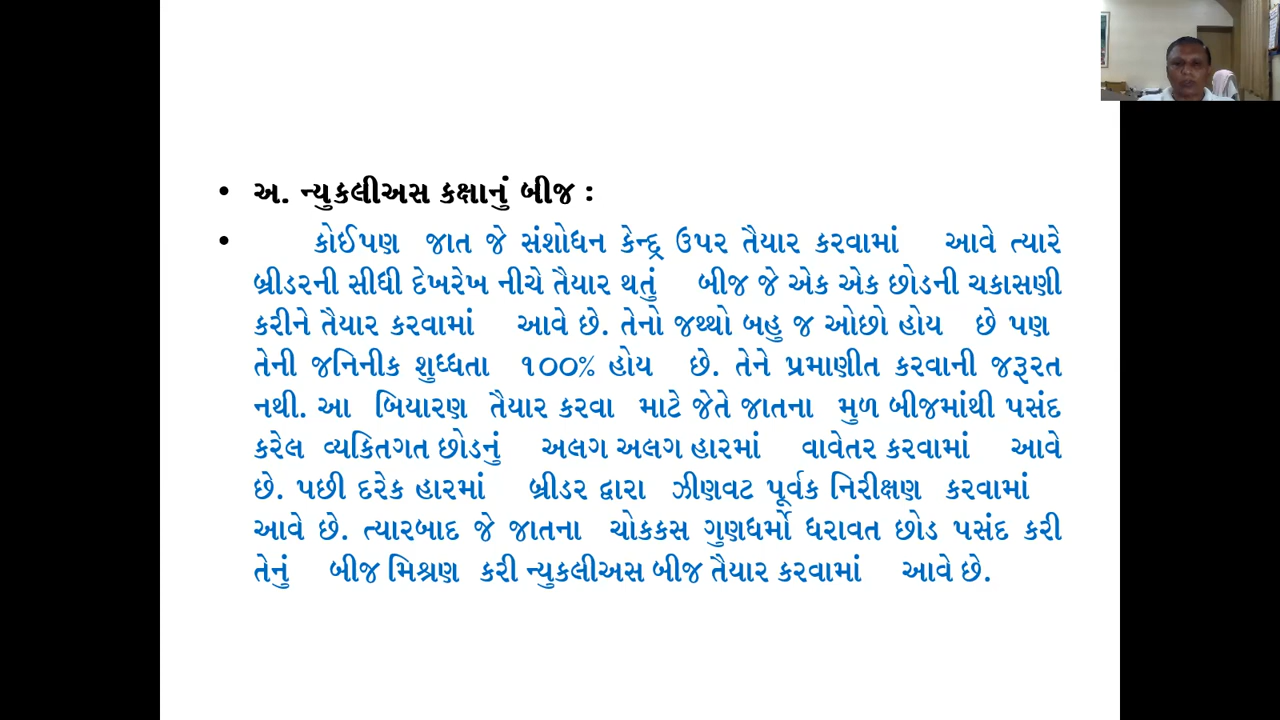 • અ. ન્યુકલીઅસ કક્ષાનું બીજ :
• કોઈપણ જાત જે સંશોધન કેન્દ્ર ઉપર તૈયાર કરવામાં આવે ત્યારે
બ્રીડરની સીધી દેખરેખ નીચે તૈયાર થતું બીજ જે એક એક છોડની ચકાસણી
કરીને તૈયાર કરવામાં આવે છે. તેનો જથ્થો બહુ જ ઓછો હોય છે પણ
તેની જનિનીક શુધ્ધતા ૧૦૦% હોય છે. તેને પ્રમાણીત કરવાની જરૂરત
નથી. આ બિયારણ તૈયાર કરવા માટે જેતે જાતના મુળ બીજમાંથી પસંદ
કરેલ વ્યકિતગત છોડનું અલગ અલગ હારમાં વાવેતર કરવામાં આવે
છે. પછી દરેક હારમાં બ્રીડર દ્વારા ઝીણવટ પૂર્વક નિરીક્ષણ કરવામાં
આવે છે. ત્યારબાદ જે જાતના ચોકકસ ગુણધર્મો ધરાવત છોડ પસંદ કરી
તેનું બીજ મિશ્રણ કરી ન્યુકલીઅસ બીજ તૈયાર કરવામાં આવે છે.